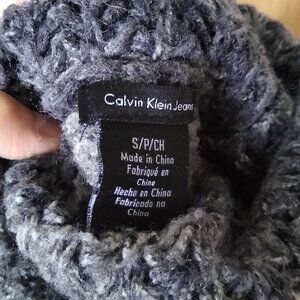 Calvin Klein Jeans
S/P/CH
Made in China
Fabriqué en
Chine
Hecho en China
Fabricado na
China